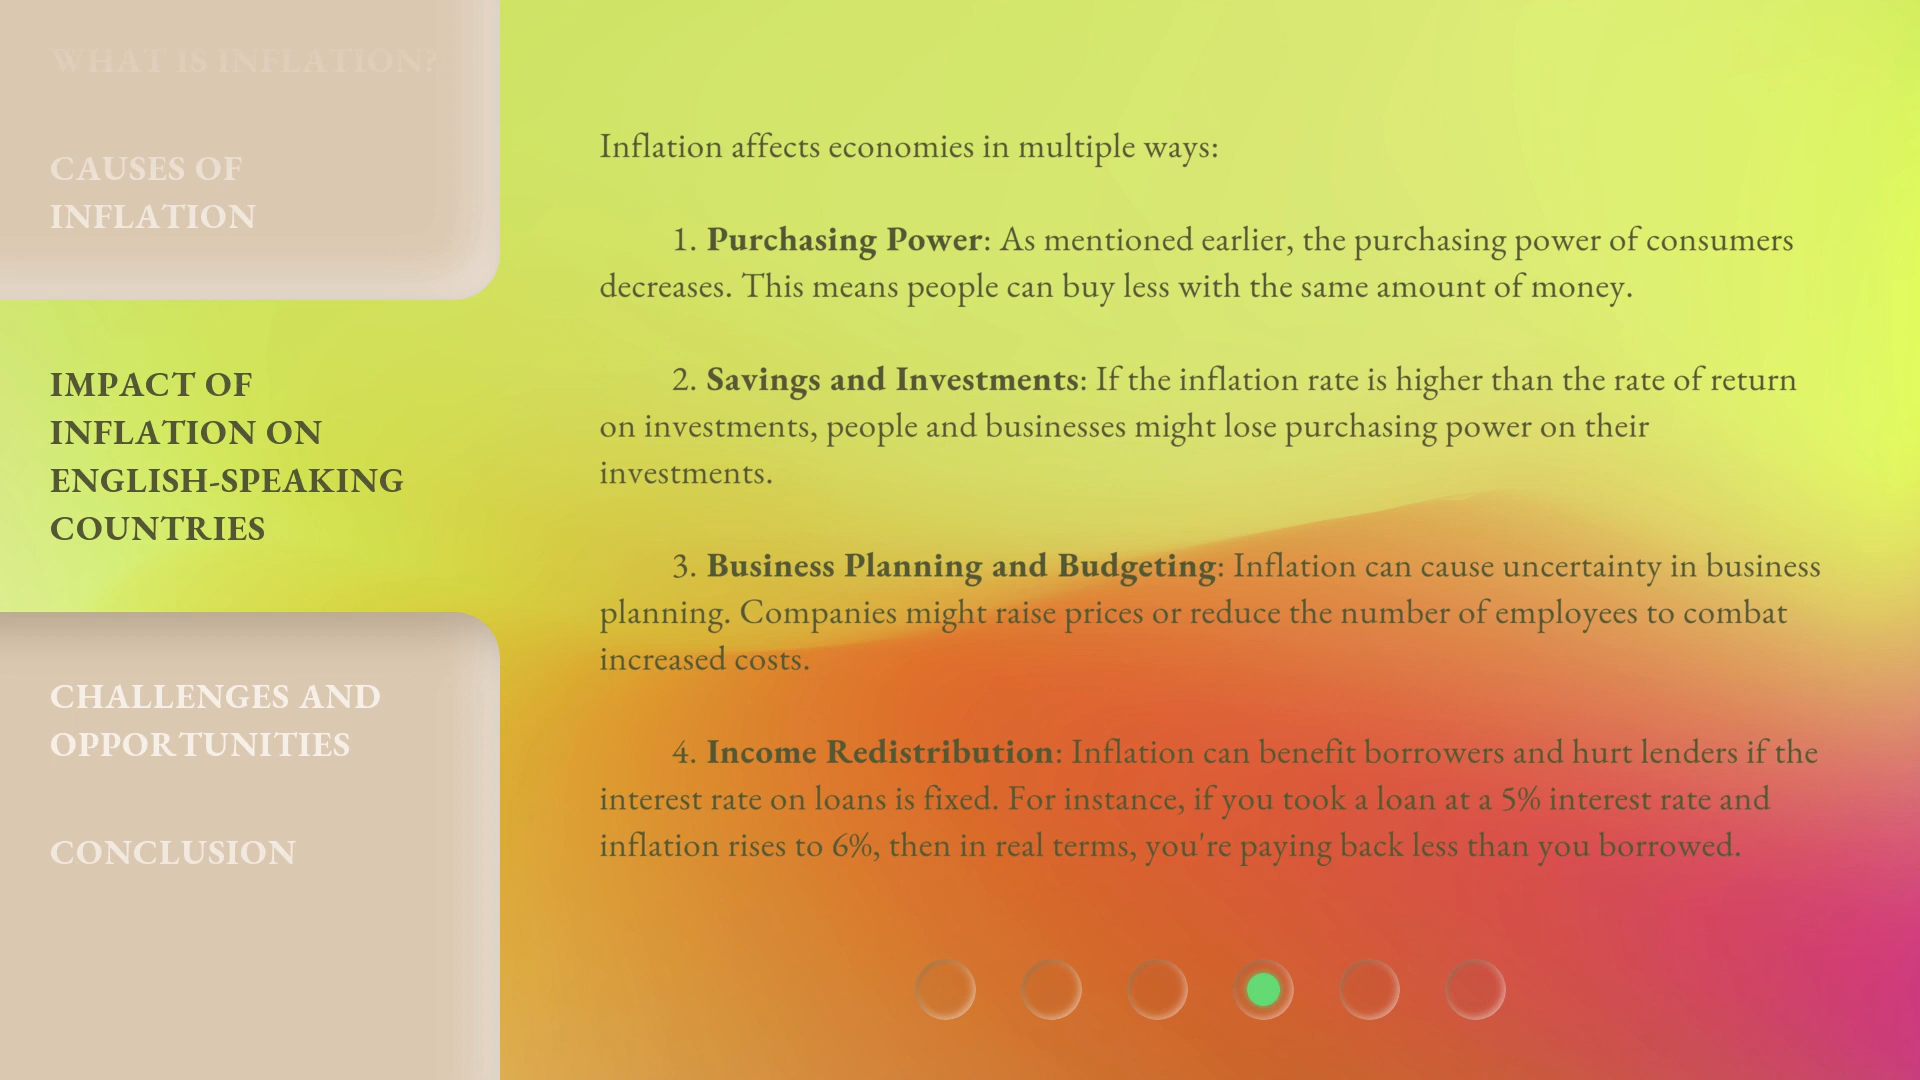 WHAT IS INFLATION?
CAUSES OF
INFLATION
IMPACT OF
INFLATION ON
ENGLISH-SPEAKING
COUNTRIES
CHALLENGES AND
OPPORTUNITIES
CONCLUSION
Inflation affects economies in multiple ways:
1. Purchasing Power: As mentioned earlier, the purchasing power of consumers
decreases. This means people can buy less with the same amount of money.
2. Savings and Investments: If the inflation rate is higher than the rate of return
on investments, people and businesses might lose purchasing power on their
investments.
3. Business Planning and Budgeting: Inflation can cause uncertainty in business
planning. Companies might raise prices or reduce the number of employees to combat
increased costs.
4. Income Redistribution: Inflation can benefit borrowers and hurt lenders if the
interest rate on loans is fixed. For instance, if you took a loan at a 5% interest rate and
inflation rises to 6%, then in real terms, you're paying back less than you borrowed.